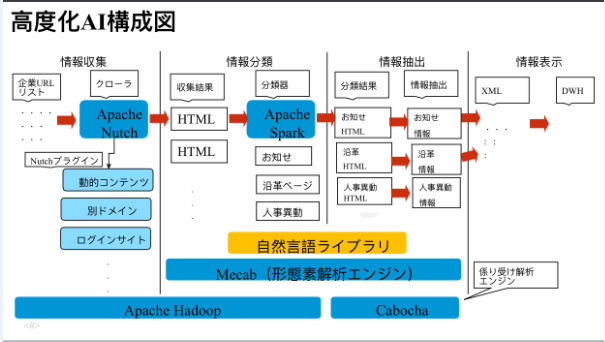 高度化AI構成図
情報収集
情報分類
情報抽出
情報表示
企業URL
リスト
クローラ
収集結果
分類器
分類結果
情報抽出
XML
DWH
Apache
Nutch
HTML
HTML
Apache
Spark
お知らせ
HTML
お知らせ
情報
沿革
HTML
沿革
情報
人事異動
HTML
人事異動
情報
Nutchプラグイン
動的コンテンツ
別ドメイン
ログインサイト
お知らせ
沿革ページ
人事異動
自然言語ライブラリ
Mecab（形態素解析エンジン）
係り受け解析
エンジン
Apache Hadoop
Cabocha
<#>